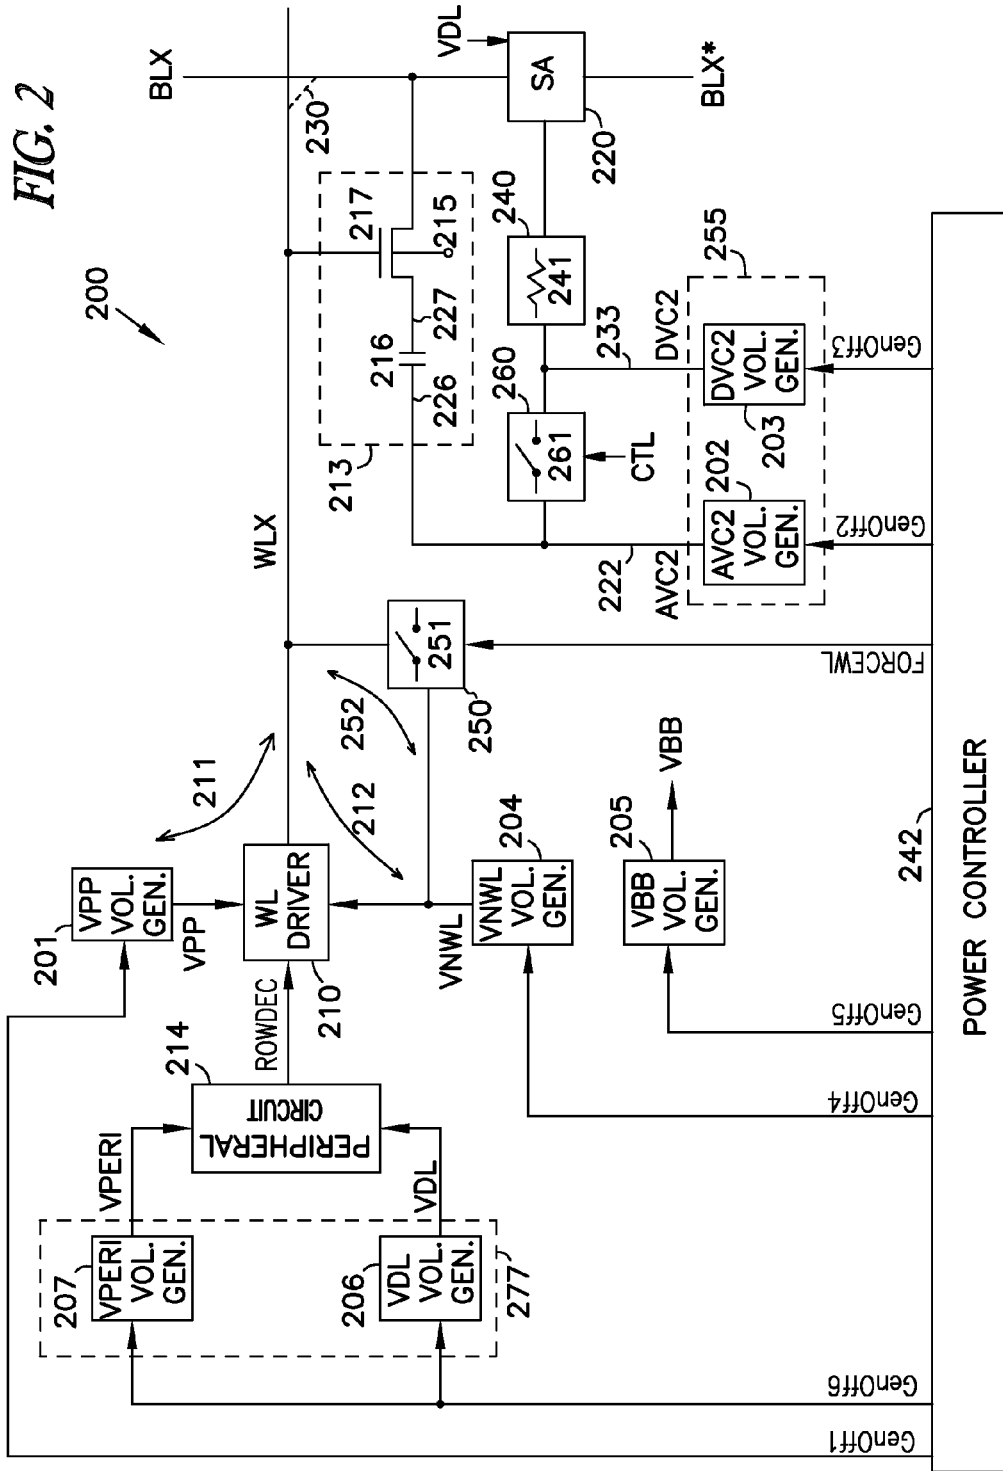 FIG. 2
200
BLX
WLX
230
VDL
SA
220
BLX*
217
215
216
227
226
213
240
241
260
261
CTL
233
DVC2
255
DVC2
VOL.
GEN.
203
202
AVC2
VOL.
GEN.
222
AVC2
GenOff3
GenOff2
251
250
252
FORCEWL
211
212
201
VPP
VOL.
GEN.
VPP
WL
DRIVER
210
ROWDEC
VNWL
204
VNWL
VOL.
GEN.
205
VBB
VOL.
GEN.
VBB
214
PERIPHERAL
CIRCUIT
VPERI
VDL
207
VPERI
VOL.
GEN.
206
VDL
VOL.
GEN.
277
GenOff5
GenOff4
GenOff6
GenOff1
242
POWER CONTROLLER